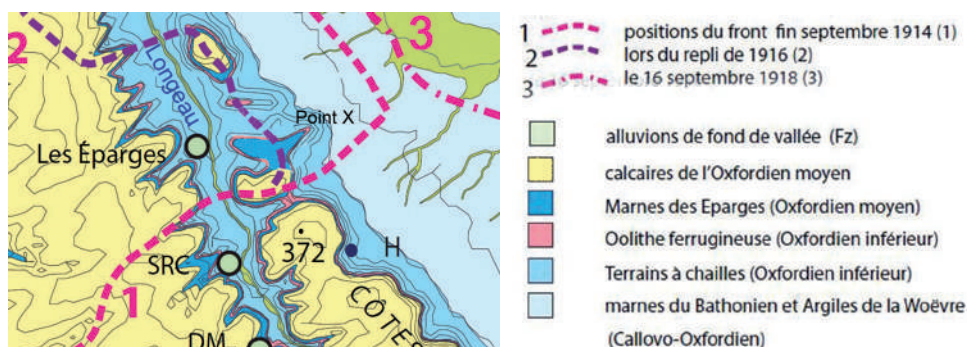 2
3
Longeau
Point X
Les Éparges
372
H
SRC
1
CÔTES
DM
1 positions du front fin septembre 1914 (1)
2 lors du repli de 1916 (2)
3 le 16 septembre 1918 (3)
alluvions de fond de vallée (Fz)
calcaires de l'Oxfordien moyen
Marnes des Eparges (Oxfordien moyen)
Oolithe ferrugineuse (Oxfordien inférieur)
Terrains à chailles (Oxfordien inférieur)
marnes du Bathonien et Argiles de la Woëvre
(Callovo-Oxfordien)